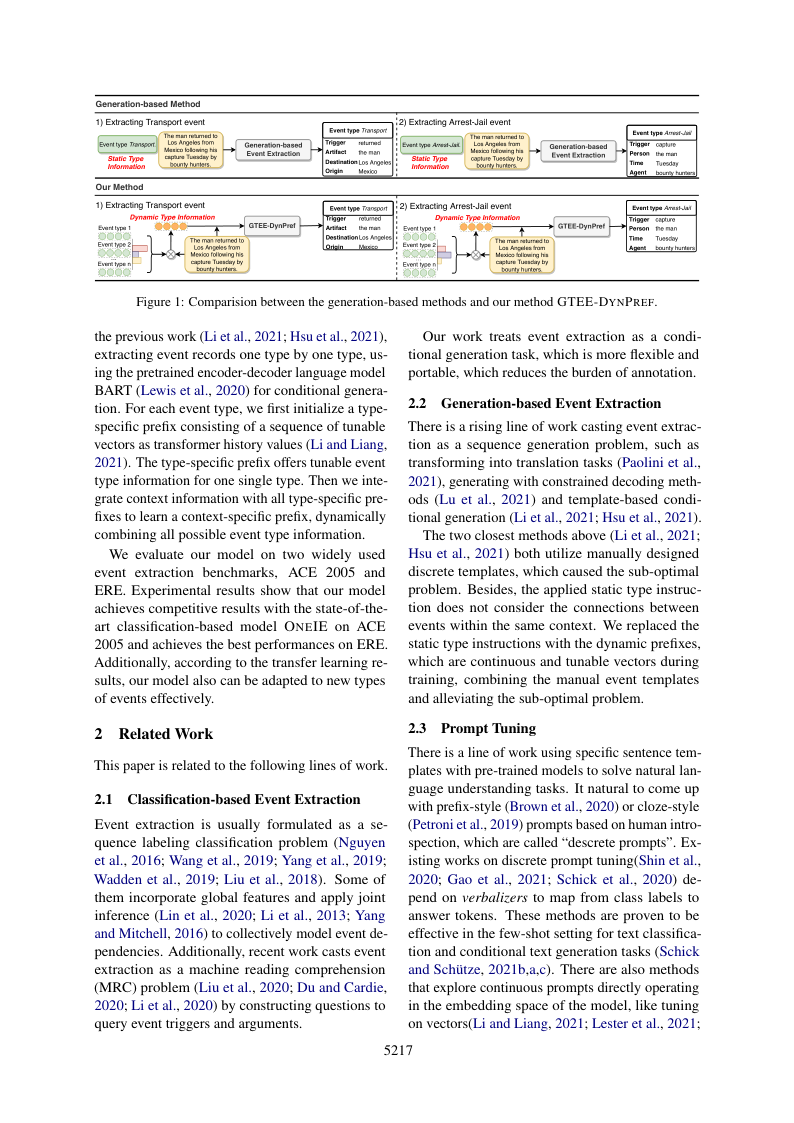 Generation-based Method
1) Extracting Transport event
Event type Transport
Static Type
Information
The man returned to
Los Angeles from
Mexico following his
capture Tuesday by
bounty hunters.
Generation-based
Event Extraction
Event type Transport
Trigger returned
Artifact the man
Destination Los Angeles
Origin Mexico
2) Extracting Arrest-Jail event
Event type Arrest-Jail
Static Type
Information
The man returned to
Los Angeles from
Mexico following his
capture Tuesday by
bounty hunters.
Generation-based
Event Extraction
Event type Arrest-Jail
Trigger capture
Person the man
Time Tuesday
Agent bounty hunters
Our Method
1) Extracting Transport event
Dynamic Type Information
Event type 1
Event type 2
...
Event type n
The man returned to
Los Angeles from
Mexico following his
capture Tuesday by
bounty hunters.
GTEE-DynPref
Event type Transport
Trigger returned
Artifact the man
Destination Los Angeles
Origin Mexico
2) Extracting Arrest-Jail event
Dynamic Type Information
Event type 1
Event type 2
...
Event type n
The man returned to
Los Angeles from
Mexico following his
capture Tuesday by
bounty hunters.
GTEE-DynPref
Event type Arrest-Jail
Trigger capture
Person the man
Time Tuesday
Agent bounty hunters
Figure 1: Comparision between the generation-based methods and our method GTEE-DYNPREF.
the previous work (Li et al., 2021; Hsu et al., 2021),
extracting event records one type by one type, us-
ing the pretrained encoder-decoder language model
BART (Lewis et al., 2020) for conditional genera-
tion. For each event type, we first initialize a type-
specific prefix consisting of a sequence of tunable
vectors as transformer history values (Li and Liang,
2021). The type-specific prefix offers tunable event
type information for one single type. Then we inte-
grate context information with all type-specific pre-
fixes to learn a context-specific prefix, dynamically
combining all possible event type information.
We evaluate our model on two widely used
event extraction benchmarks, ACE 2005 and
ERE. Experimental results show that our model
achieves competitive results with the state-of-the-
art classification-based model ONEIE on ACE
2005 and achieves the best performances on ERE.
Additionally, according to the transfer learning re-
sults, our model also can be adapted to new types
of events effectively.
2 Related Work
This paper is related to the following lines of work.
2.1 Classification-based Event Extraction
Event extraction is usually formulated as a se-
quence labeling classification problem (Nguyen
et al., 2016; Wang et al., 2019; Yang et al., 2019;
Wadden et al., 2019; Liu et al., 2018). Some of
them incorporate global features and apply joint
inference (Lin et al., 2020; Li et al., 2013; Yang
and Mitchell, 2016) to collectively model event de-
pendencies. Additionally, recent work casts event
extraction as a machine reading comprehension
(MRC) problem (Liu et al., 2020; Du and Cardie,
2020; Li et al., 2020) by constructing questions to
query event triggers and arguments.
Our work treats event extraction as a condi-
tional generation task, which is more flexible and
portable, which reduces the burden of annotation.
2.2 Generation-based Event Extraction
There is a rising line of work casting event extrac-
tion as a sequence generation problem, such as
transforming into translation tasks (Paolini et al.,
2021), generating with constrained decoding meth-
ods (Lu et al., 2021) and template-based condi-
tional generation (Li et al., 2021; Hsu et al., 2021).
The two closest methods above (Li et al., 2021;
Hsu et al., 2021) both utilize manually designed
discrete templates, which caused the sub-optimal
problem. Besides, the applied static type instruc-
tion does not consider the connections between
events within the same context. We replaced the
static type instructions with the dynamic prefixes,
which are continuous and tunable vectors during
training, combining the manual event templates
and alleviating the sub-optimal problem.
2.3 Prompt Tuning
There is a line of work using specific sentence tem-
plates with pre-trained models to solve natural lan-
guage understanding tasks. It natural to come up
with prefix-style (Brown et al., 2020) or cloze-style
(Petroni et al., 2019) prompts based on human intro-
spection, which are called “descrete prompts”. Ex-
isting works on discrete prompt tuning(Shin et al.,
2020; Gao et al., 2021; Schick et al., 2020) de-
pend on verbalizers to map from class labels to
answer tokens. These methods are proven to be
effective in the few-shot setting for text classifica-
tion and conditional text generation tasks (Schick
and Schütze, 2021b,a,c). There are also methods
that explore continuous prompts directly operating
in the embedding space of the model, like tuning
on vectors(Li and Liang, 2021; Lester et al., 2021;
5217